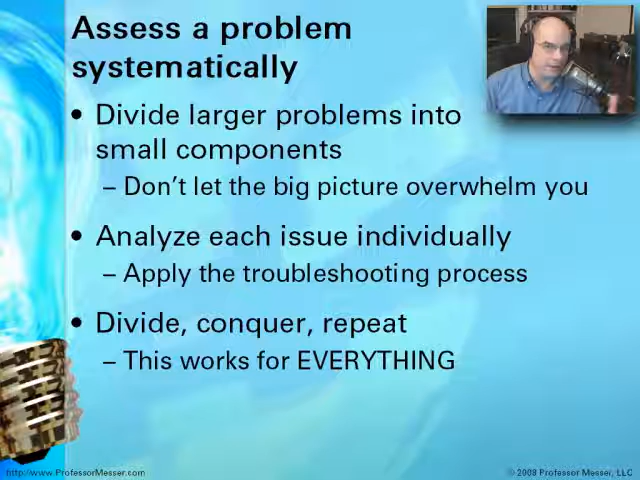 Assess a problem
systematically
• Divide larger problems into
small components
– Don't let the big picture overwhelm you
• Analyze each issue individually
– Apply the troubleshooting process
• Divide, conquer, repeat
– This works for EVERYTHING
http://www.ProfessorMesser.com
© 2008 Professor Messer, LLC